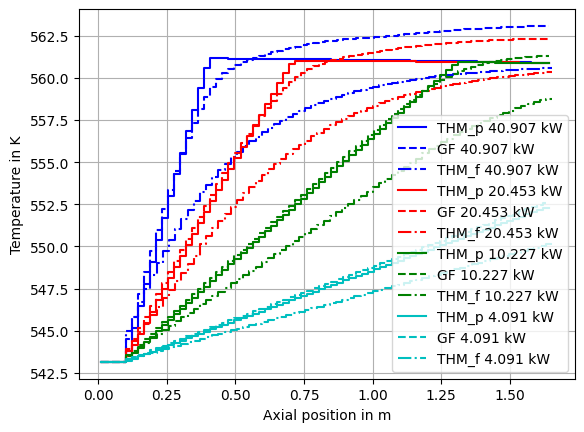 562.5
560.0
557.5
555.0
552.5
550.0
547.5
545.0
542.5
Temperature in K
THM_p 40.907 kW
GF 40.907 kW
THM_f 40.907 kW
THM_p 20.453 kW
GF 20.453 kW
THM_f 20.453 kW
THM_p 10.227 kW
GF 10.227 kW
THM_f 10.227 kW
THM_p 4.091 kW
GF 4.091 kW
THM_f 4.091 kW
0.00 0.25 0.50 0.75 1.00 1.25 1.50
Axial position in m